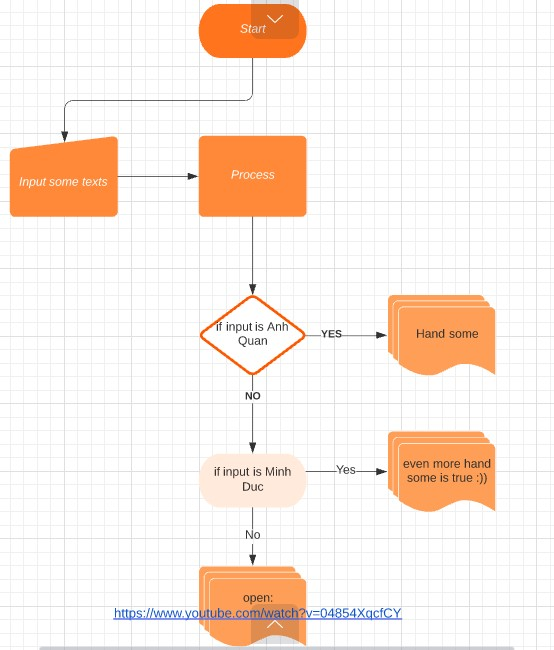 Start
Input some texts
Process
if input is Anh
Quan
YES
Hand some
NO
if input is Minh
Duc
Yes
even more hand
some is true :))
No
open:
https://www.youtube.com/watch?v=04854XqcfCY